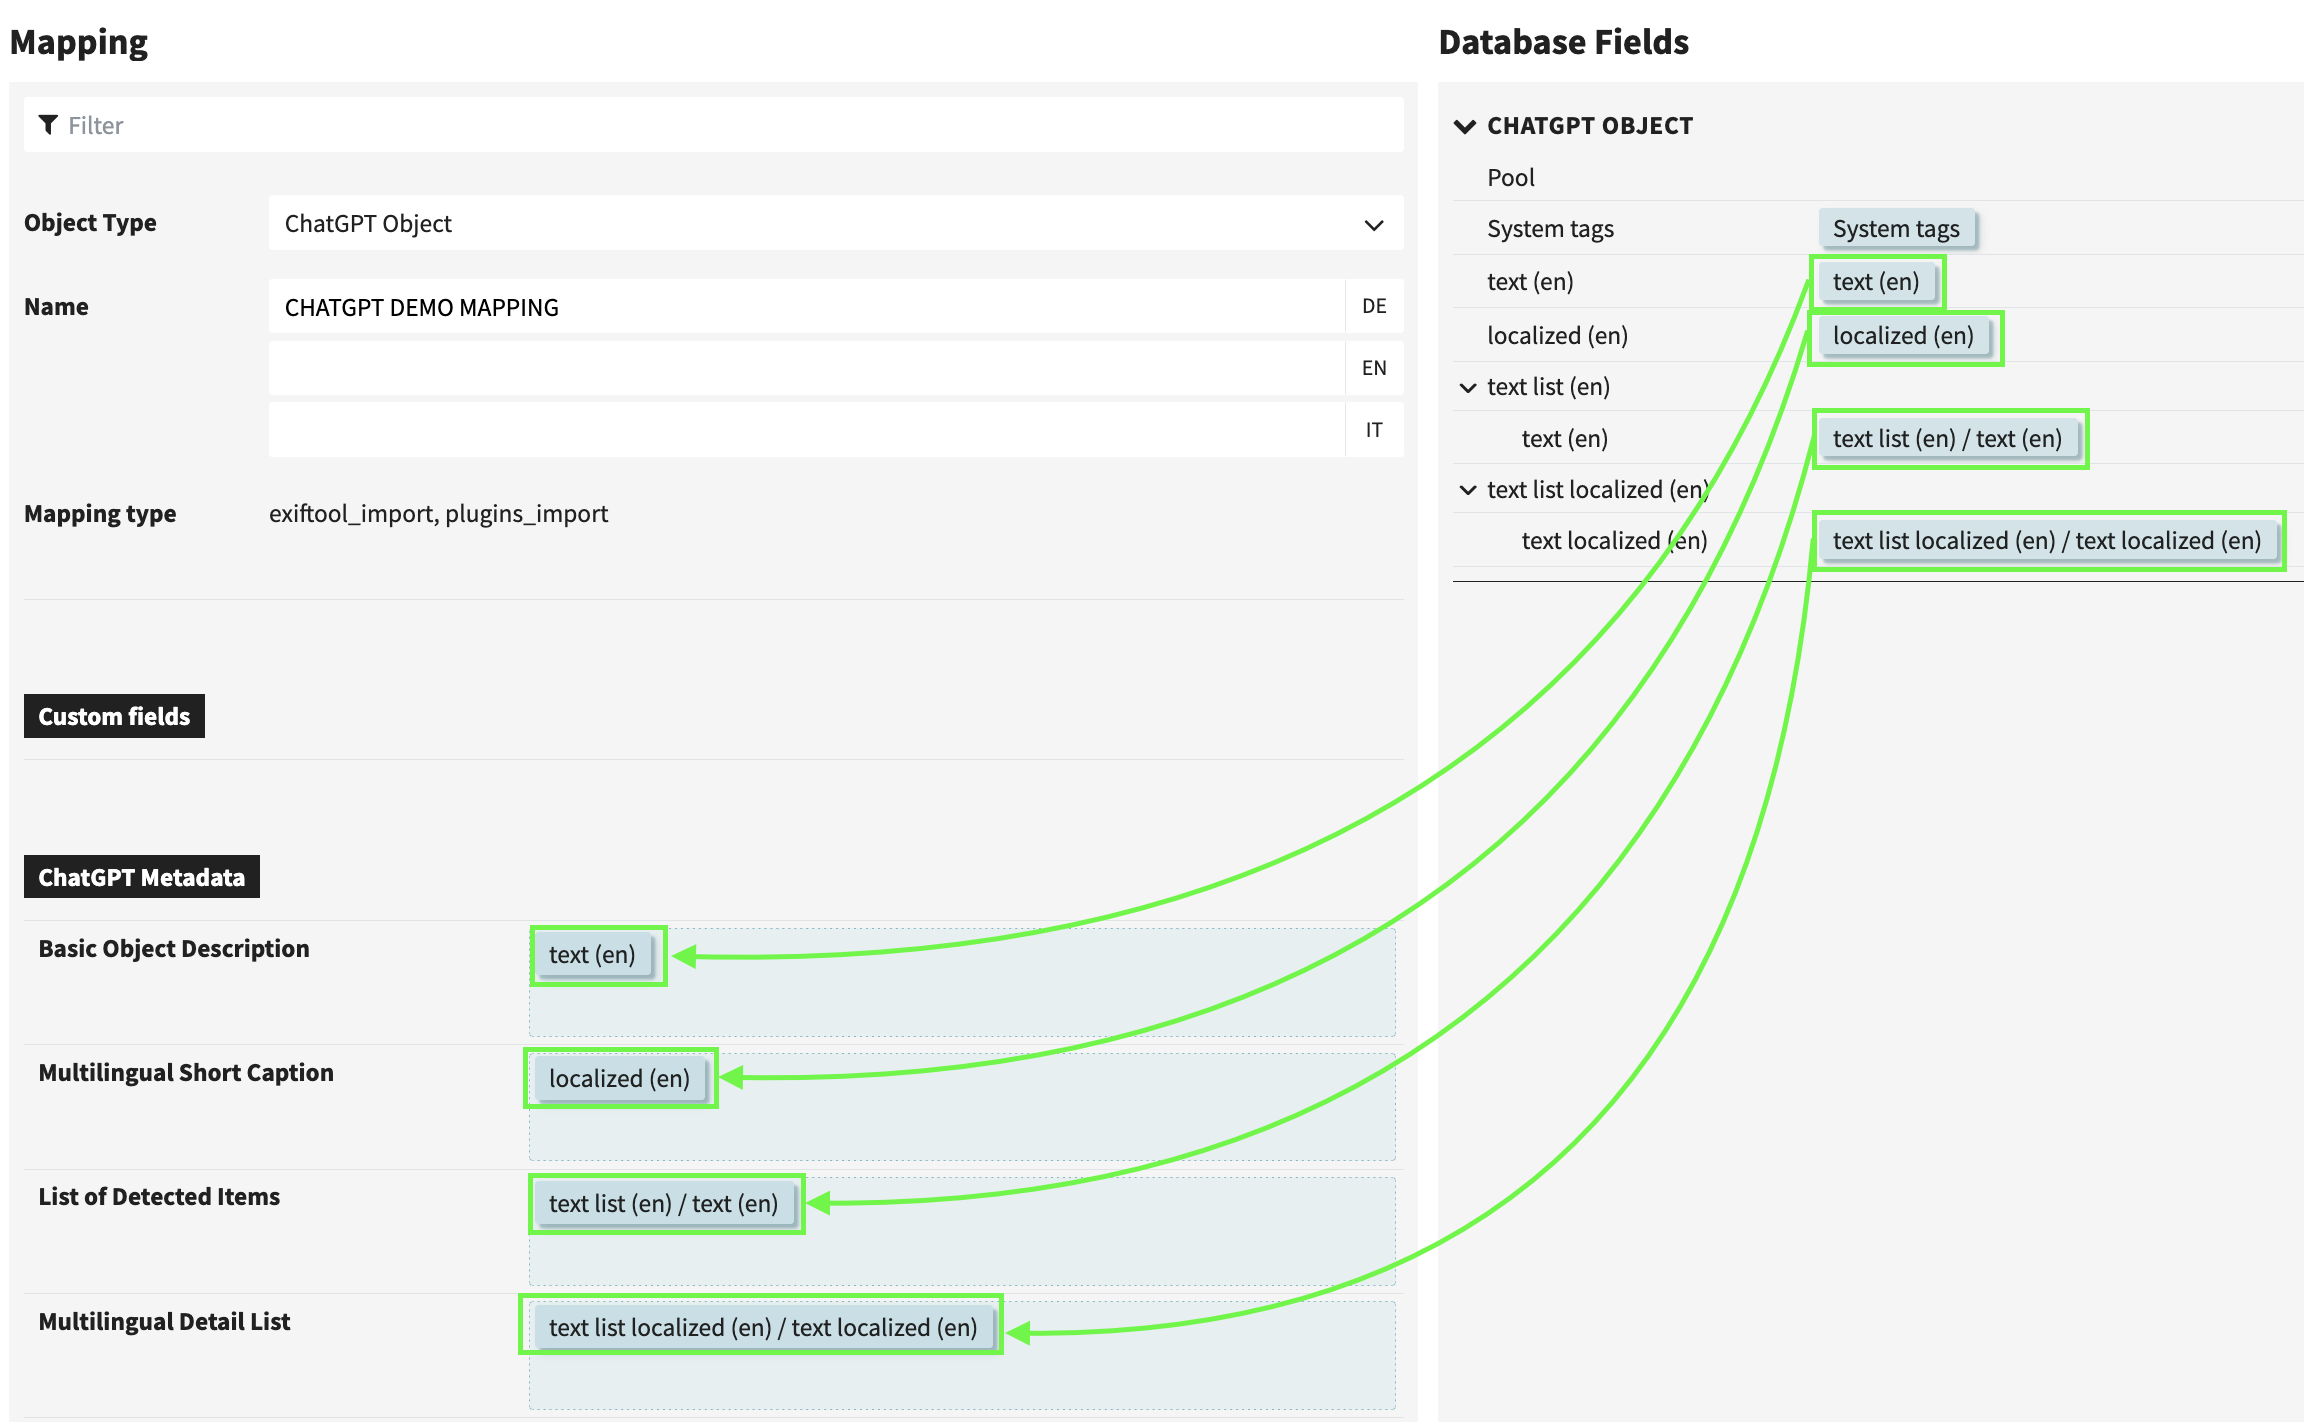 Mapping
Filter
Object Type
ChatGPT Object
Name
CHATGPT DEMO MAPPING
DE
EN
IT
Mapping type
exiftool_import, plugins_import
Custom fields
ChatGPT Metadata
Basic Object Description
text (en)
Multilingual Short Caption
localized (en)
List of Detected Items
text list (en) / text (en)
Multilingual Detail List
text list localized (en) / text localized (en)
Database Fields
CHATGPT OBJECT
Pool
System tags
System tags
text (en)
text (en)
localized (en)
localized (en)
text list (en)
text (en)
text list (en) / text (en)
text list localized (en)
text localized (en)
text list localized (en) / text localized (en)